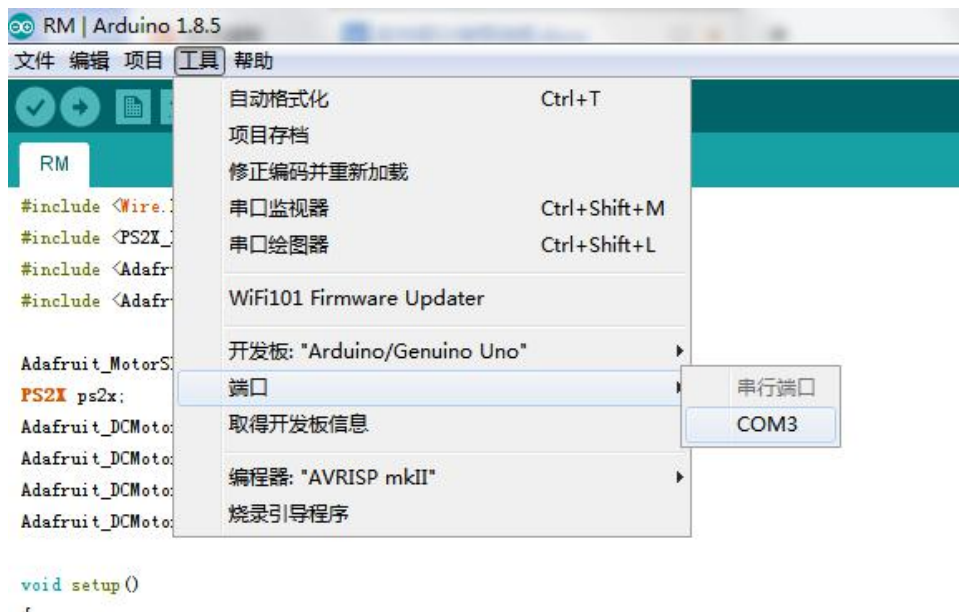 RM | Arduino 1.8.5
文件 编辑 项目 工具 帮助
自动格式化 Ctrl+T
项目存档
RM
修正编码并重新加载
#include <Wire.
串口监视器 Ctrl+Shift+M
#include <PS2X_
串口绘图器 Ctrl+Shift+L
#include <Adafr
#include <Adafr
WiFi101 Firmware Updater
开发板: "Arduino/Genuino Uno"
Adafruit_MotorS
端口
串行端口
PS2X ps2x;
取得开发板信息
COM3
Adafruit_DCMoto
Adafruit_DCMoto
编程器: "AVRISP mkII"
Adafruit_DCMoto
烧录引导程序
Adafruit_DCMoto
void setup()